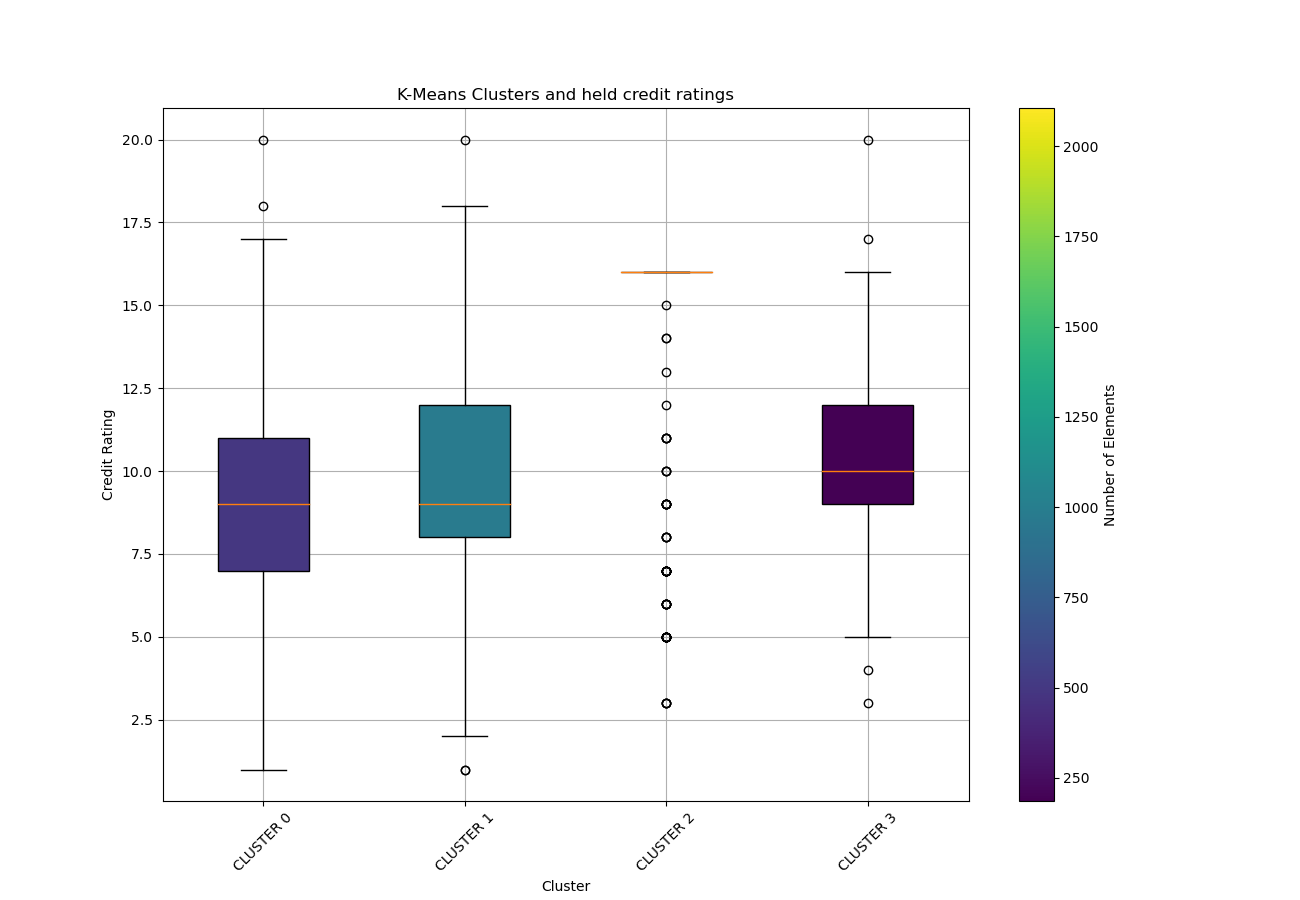 K-Means Clusters and held credit ratings
20.0
17.5
15.0
12.5
10.0
7.5
5.0
2.5
Credit Rating
CLUSTER 0
CLUSTER 1
CLUSTER 2
CLUSTER 3
Cluster
2000
1750
1500
1250
1000
750
500
250
Number of Elements